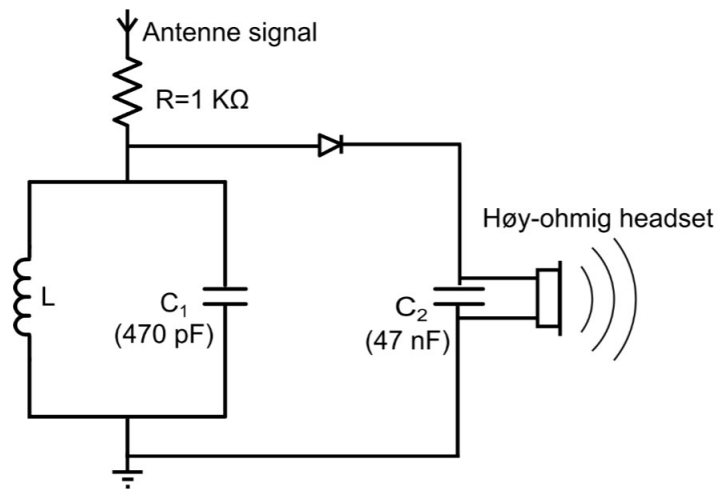 Antenne signal
R=1 KΩ
Høy-ohmig headset
L
C₁
(470 pF)
C₂
(47 nF)